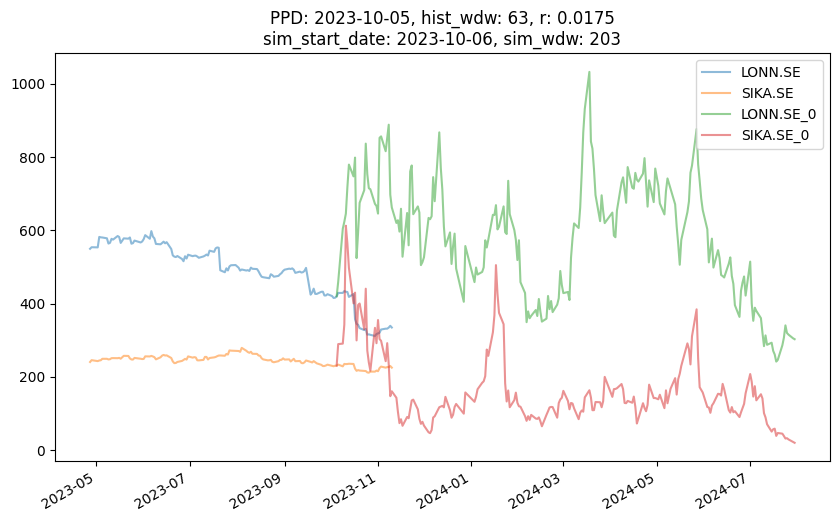 PPD: 2023-10-05, hist_wdw: 63, r: 0.0175
sim_start_date: 2023-10-06, sim_wdw: 203
LONN.SE
SIKA.SE
LONN.SE_0
SIKA.SE_0
1000
800
600
400
200
0
2023-05
2023-07
2023-09
2023-11
2024-01
2024-03
2024-05
2024-07